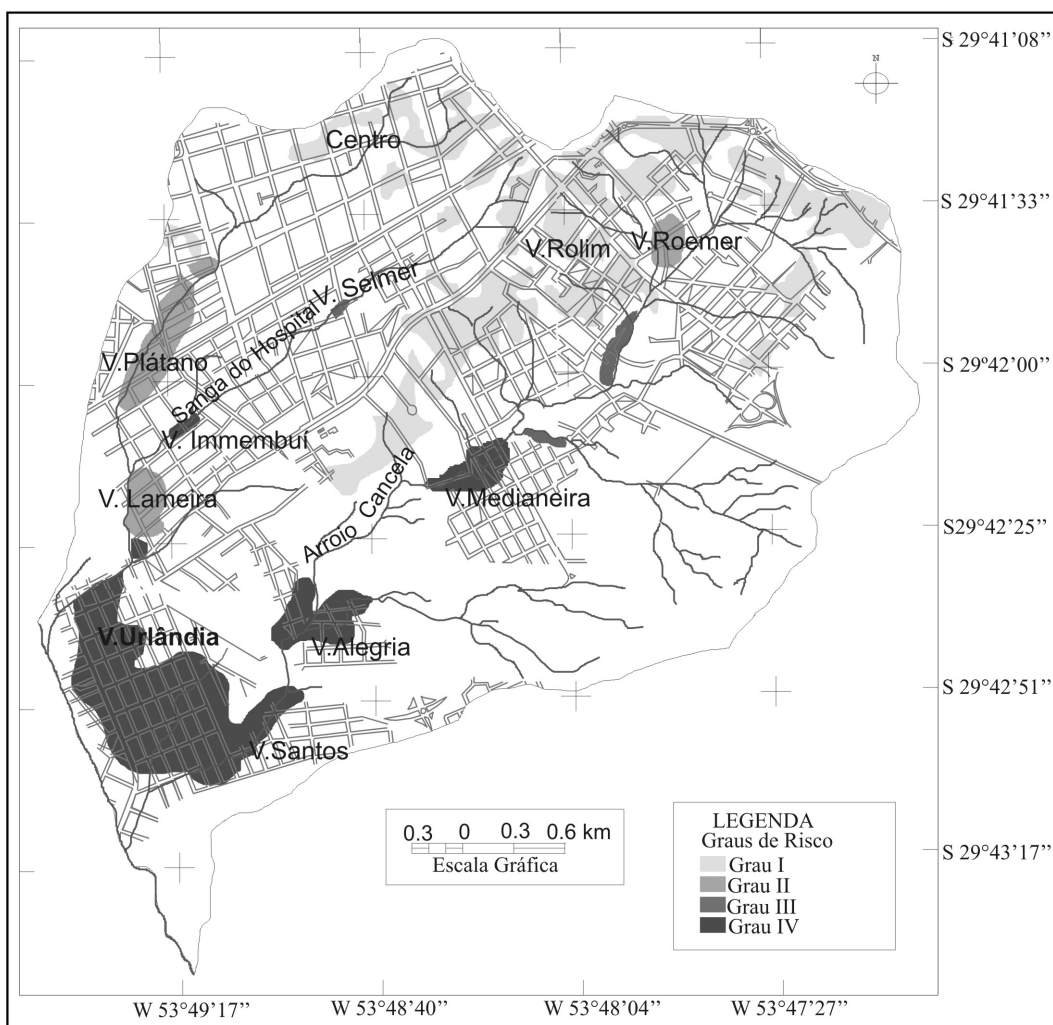 S 29°41’08’’
N
Centro
S 29°41’33’’
V.Rolim
V.Roemer
V. Selmer
Sanga do Hospital
V.Plátano
S 29°42’00’’
V. Immembuí
V. Lameira
Arroio Cancela
V.Medianeira
S 29°42’25’’
V.Urlândia
V.Alegria
S 29°42’51’’
V.Santos
0.3 0 0.3 0.6 km
Escala Gráfica
LEGENDA
Graus de Risco
Grau I
Grau II
Grau III
Grau IV
S 29°43’17’’
W 53°49’17’’ W 53°48’40’’ W 53°48’04’’ W 53°47’27’’